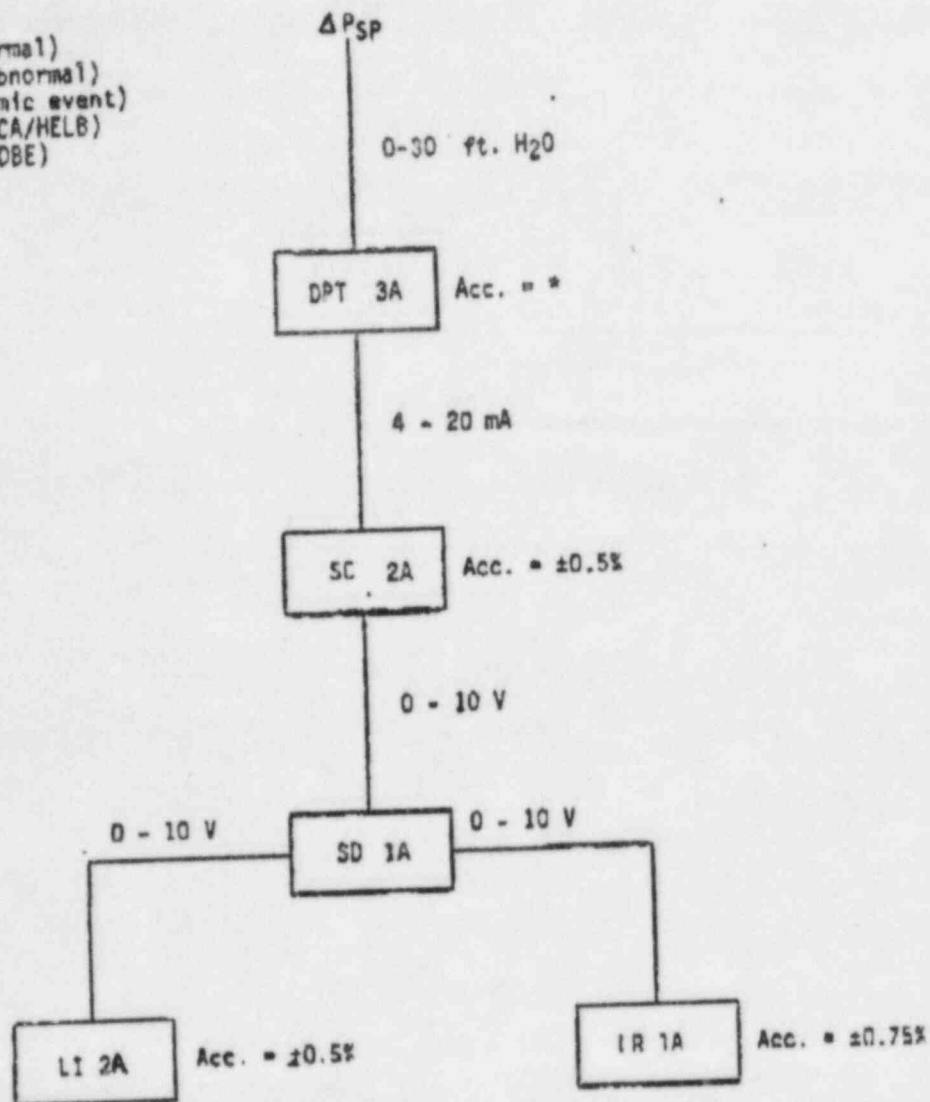 ΔPSP
rmal)
bnormal)
mic event)
CA/HELB)
DBE)
0-30 ft. H2O
DPT 3A
Acc. = *
4 - 20 mA
SC 2A
Acc. = ±0.5%
0 - 10 V
0 - 10 V
0 - 10 V
SD 1A
LI 2A
Acc. = ±0.5%
LR 1A
Acc. = ±0.75%